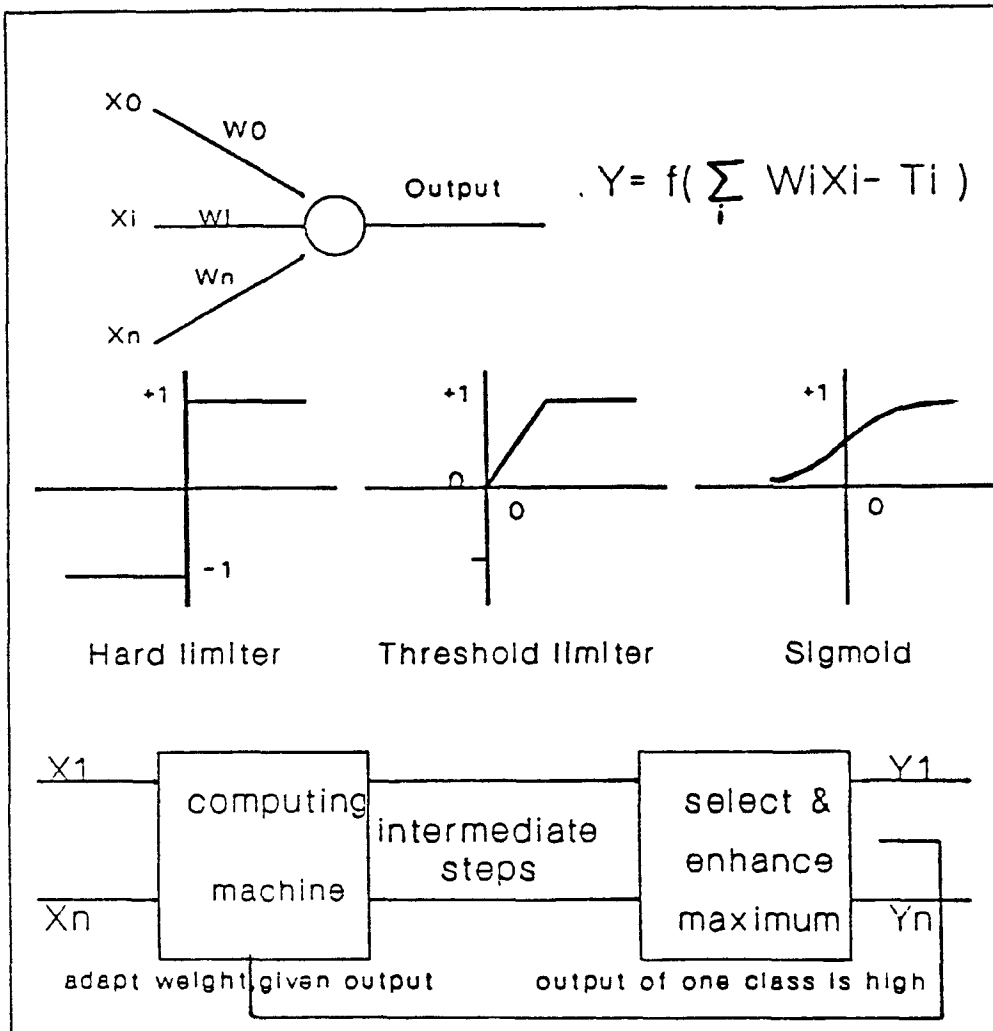 X0
W0
Output
. Y= f( ∑ WiXi- Ti )
i
Xi
Wi
Wn
Xn
+1
-1
+1
0
0
+1
0
Hard limiter
Threshold limiter
Sigmoid
X1
Xn
computing
machine
intermediate
steps
select &
enhance
maximum
Y1
Yn
adapt weight,given output
output of one class is high